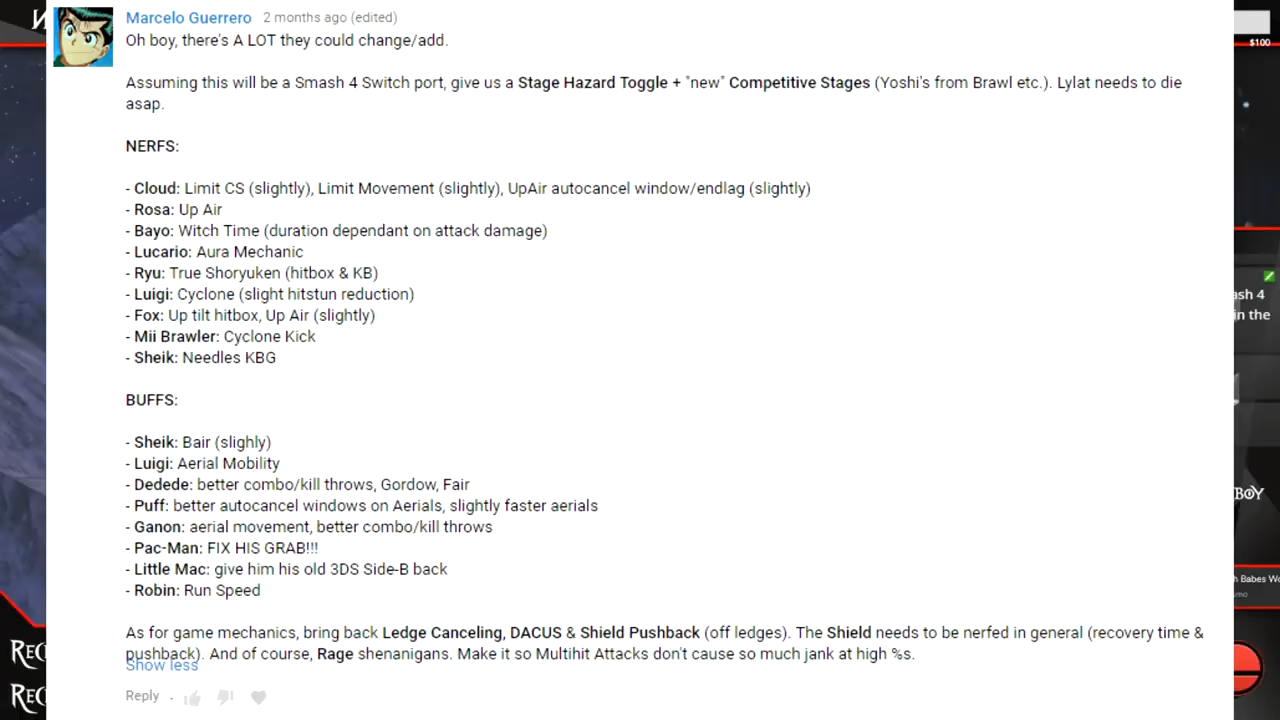 Marcelo Guerrero 2 months ago (edited)
Oh boy, there's A LOT they could change/add.
Assuming this will be a Smash 4 Switch port, give us a Stage Hazard Toggle + "new" Competitive Stages (Yoshi's from Brawl etc.). Lylat needs to die
asap.
NERFS:
- Cloud: Limit CS (slightly), Limit Movement (slightly), UpAir autocancel window/endlag (slightly)
- Rosa: Up Air
- Bayo: Witch Time (duration dependant on attack damage)
- Lucario: Aura Mechanic
- Ryu: True Shoryuken (hitbox & KB)
- Luigi: Cyclone (slight hitstun reduction)
- Fox: Up tilt hitbox, Up Air (slightly)
- Mii Brawler: Cyclone Kick
- Sheik: Needles KBG
BUFFS:
- Sheik: Bair (slighly)
- Luigi: Aerial Mobility
- Dedede: better combo/kill throws, Gordow, Fair
- Puff: better autocancel windows on Aerials, slightly faster aerials
- Ganon: aerial movement, better combo/kill throws
- Pac-Man: FIX HIS GRAB!!!
- Little Mac: give him his old 3DS Side-B back
- Robin: Run Speed
As for game mechanics, bring back Ledge Canceling, DACUS & Shield Pushback (off ledges). The Shield needs to be nerfed in general (recovery time &
pushback). And of course, Rage shenanigans. Make it so Multihit Attacks don't cause so much jank at high %s.
Show less
Reply
$100
ash 4
in the
BOY
h Babes Wo
REC
REC